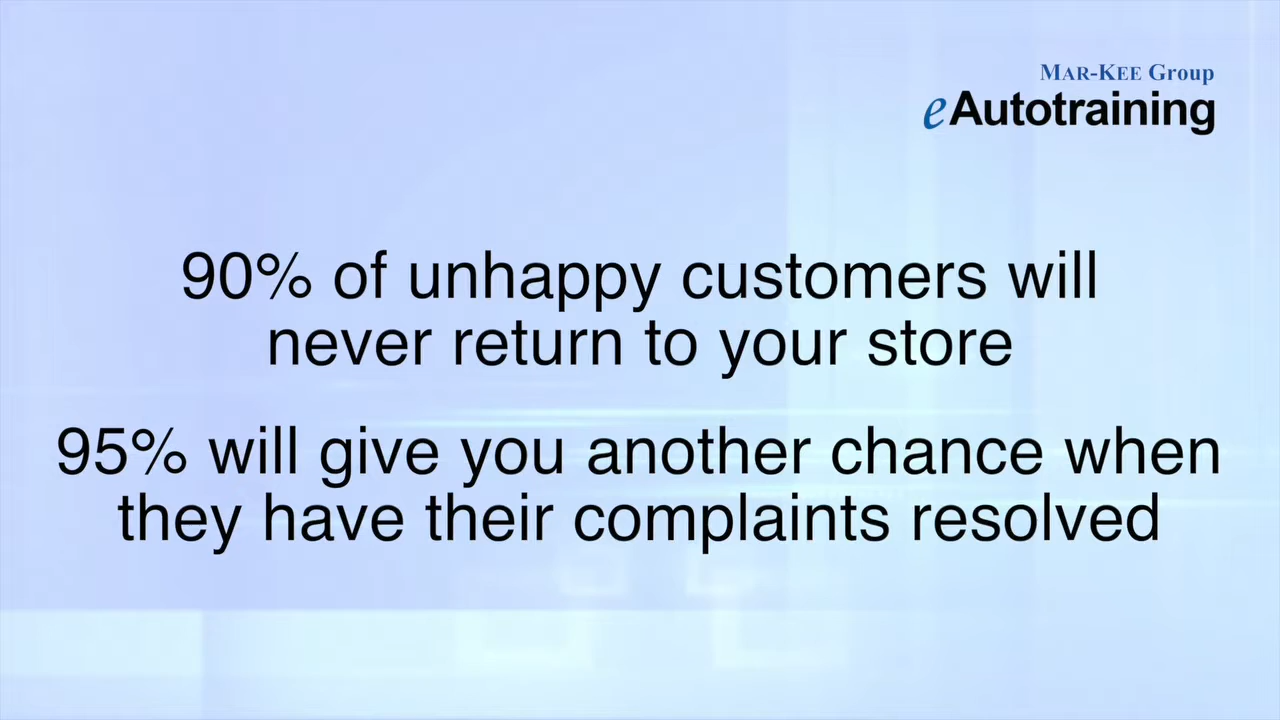 MAR-KEE Group
eAutotraining
90% of unhappy customers will
never return to your store
95% will give you another chance when
they have their complaints resolved